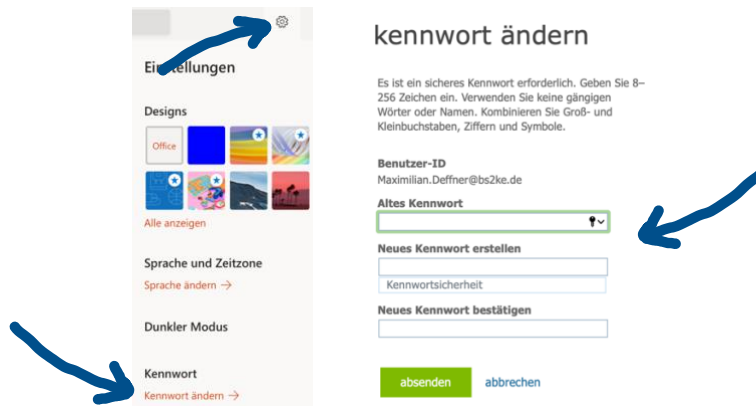 Einstellungen
Designs
Office
Alle anzeigen
Sprache und Zeitzone
Sprache ändern →
Dunkler Modus
Kennwort
Kennwort ändern →
kennwort ändern
Es ist ein sicheres Kennwort erforderlich. Geben Sie 8–
256 Zeichen ein. Verwenden Sie keine gängigen
Wörter oder Namen. Kombinieren Sie Groß- und
Kleinbuchstaben, Ziffern und Symbole.
Benutzer-ID
Maximilian.Deffner@bs2ke.de
Altes Kennwort
Neues Kennwort erstellen
Kennwortsicherheit
Neues Kennwort bestätigen
absenden abbrechen